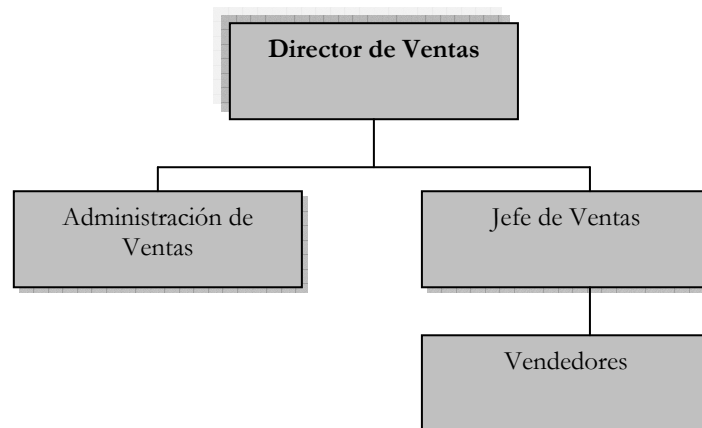 Director de Ventas
Administración de
Ventas
Jefe de Ventas
Vendedores